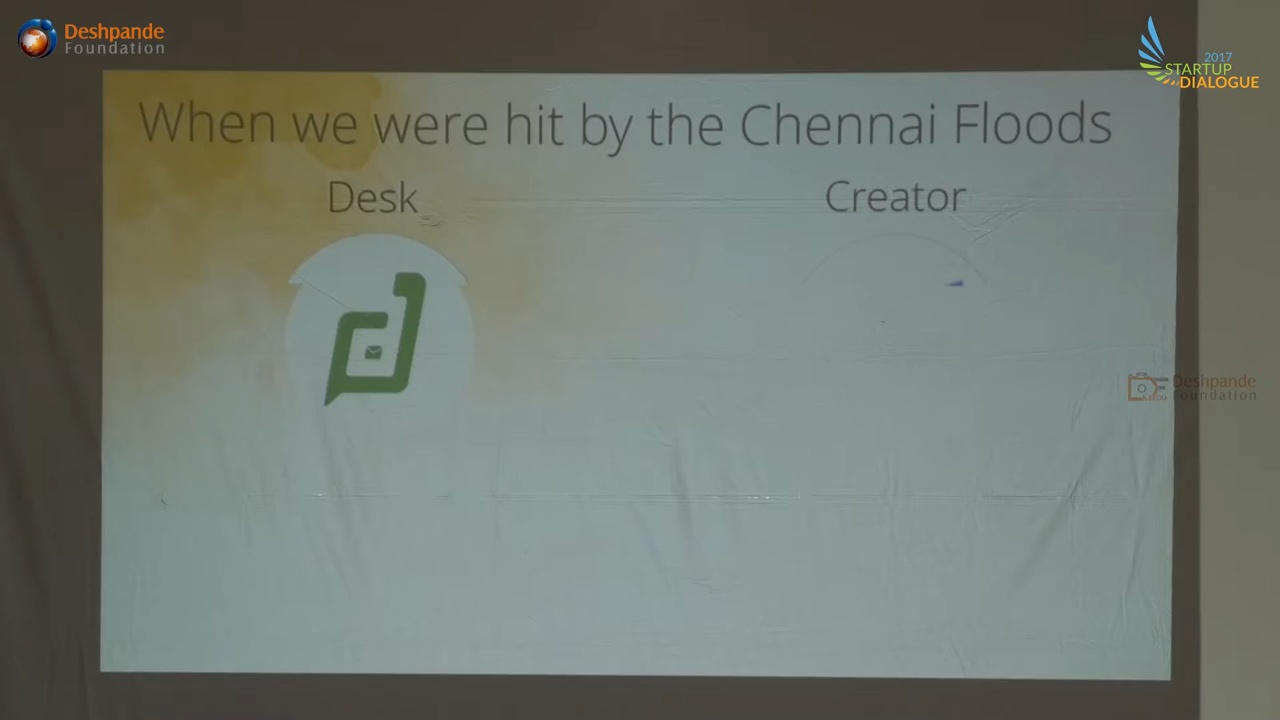 Deshpande
Foundation
2017
STARTUP
DIALOGUE
When we were hit by the Chennai Floods
Desk
Creator
Deshpande
Foundation